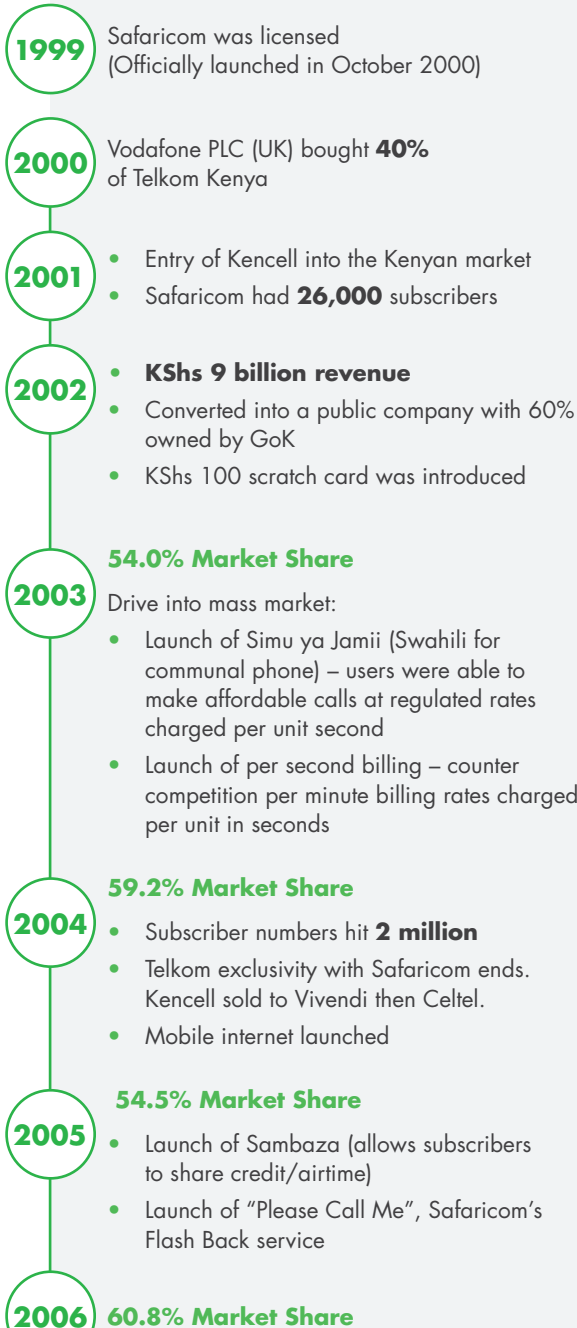 1999
Safaricom was licensed
(Officially launched in October 2000)
2000
Vodafone PLC (UK) bought 40%
of Telkom Kenya
2001
• Entry of Kencell into the Kenyan market
• Safaricom had 26,000 subscribers
2002
• KShs 9 billion revenue
• Converted into a public company with 60%
owned by GoK
• KShs 100 scratch card was introduced
2003
54.0% Market Share
Drive into mass market:
• Launch of Simu ya Jamii (Swahili for
communal phone) – users were able to
make affordable calls at regulated rates
charged per unit second
• Launch of per second billing – counter
competition per minute billing rates charged
per unit in seconds
2004
59.2% Market Share
• Subscriber numbers hit 2 million
• Telkom exclusivity with Safaricom ends.
Kencell sold to Vivendi then Celtel.
• Mobile internet launched
2005
54.5% Market Share
• Launch of Sambaza (allows subscribers
to share credit/airtime)
• Launch of “Please Call Me”, Safaricom’s
Flash Back service
2006
60.8% Market Share